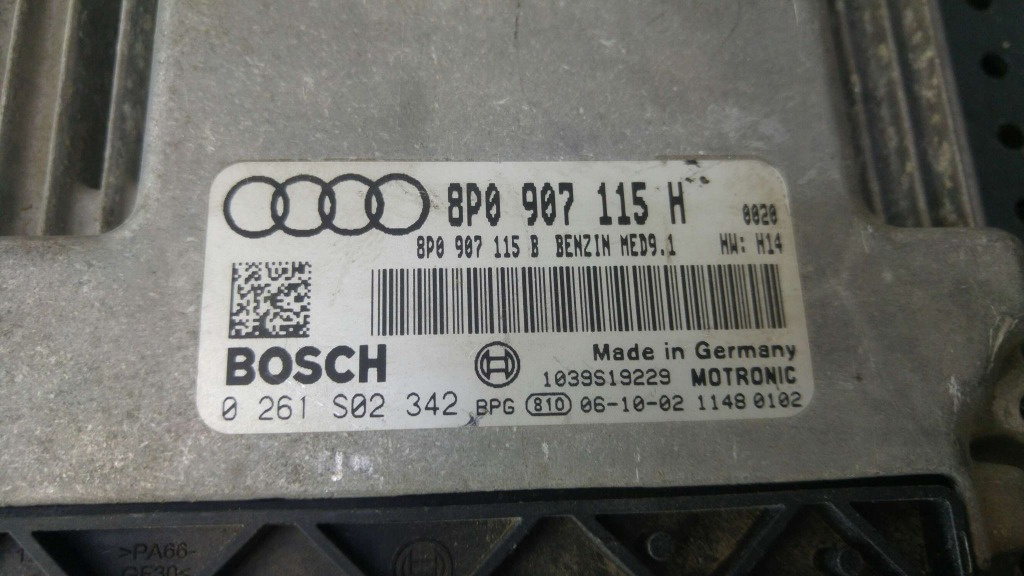 8P0 907 115 H 0020
8P0 907 115 B BENZIN MED9.1 HW: H14
BOSCH
Made in Germany
1039S19229 MOTRONIC
0 261 S02 342 BPG 810 06-10-02 1148 0102
>PA66-
GF30<